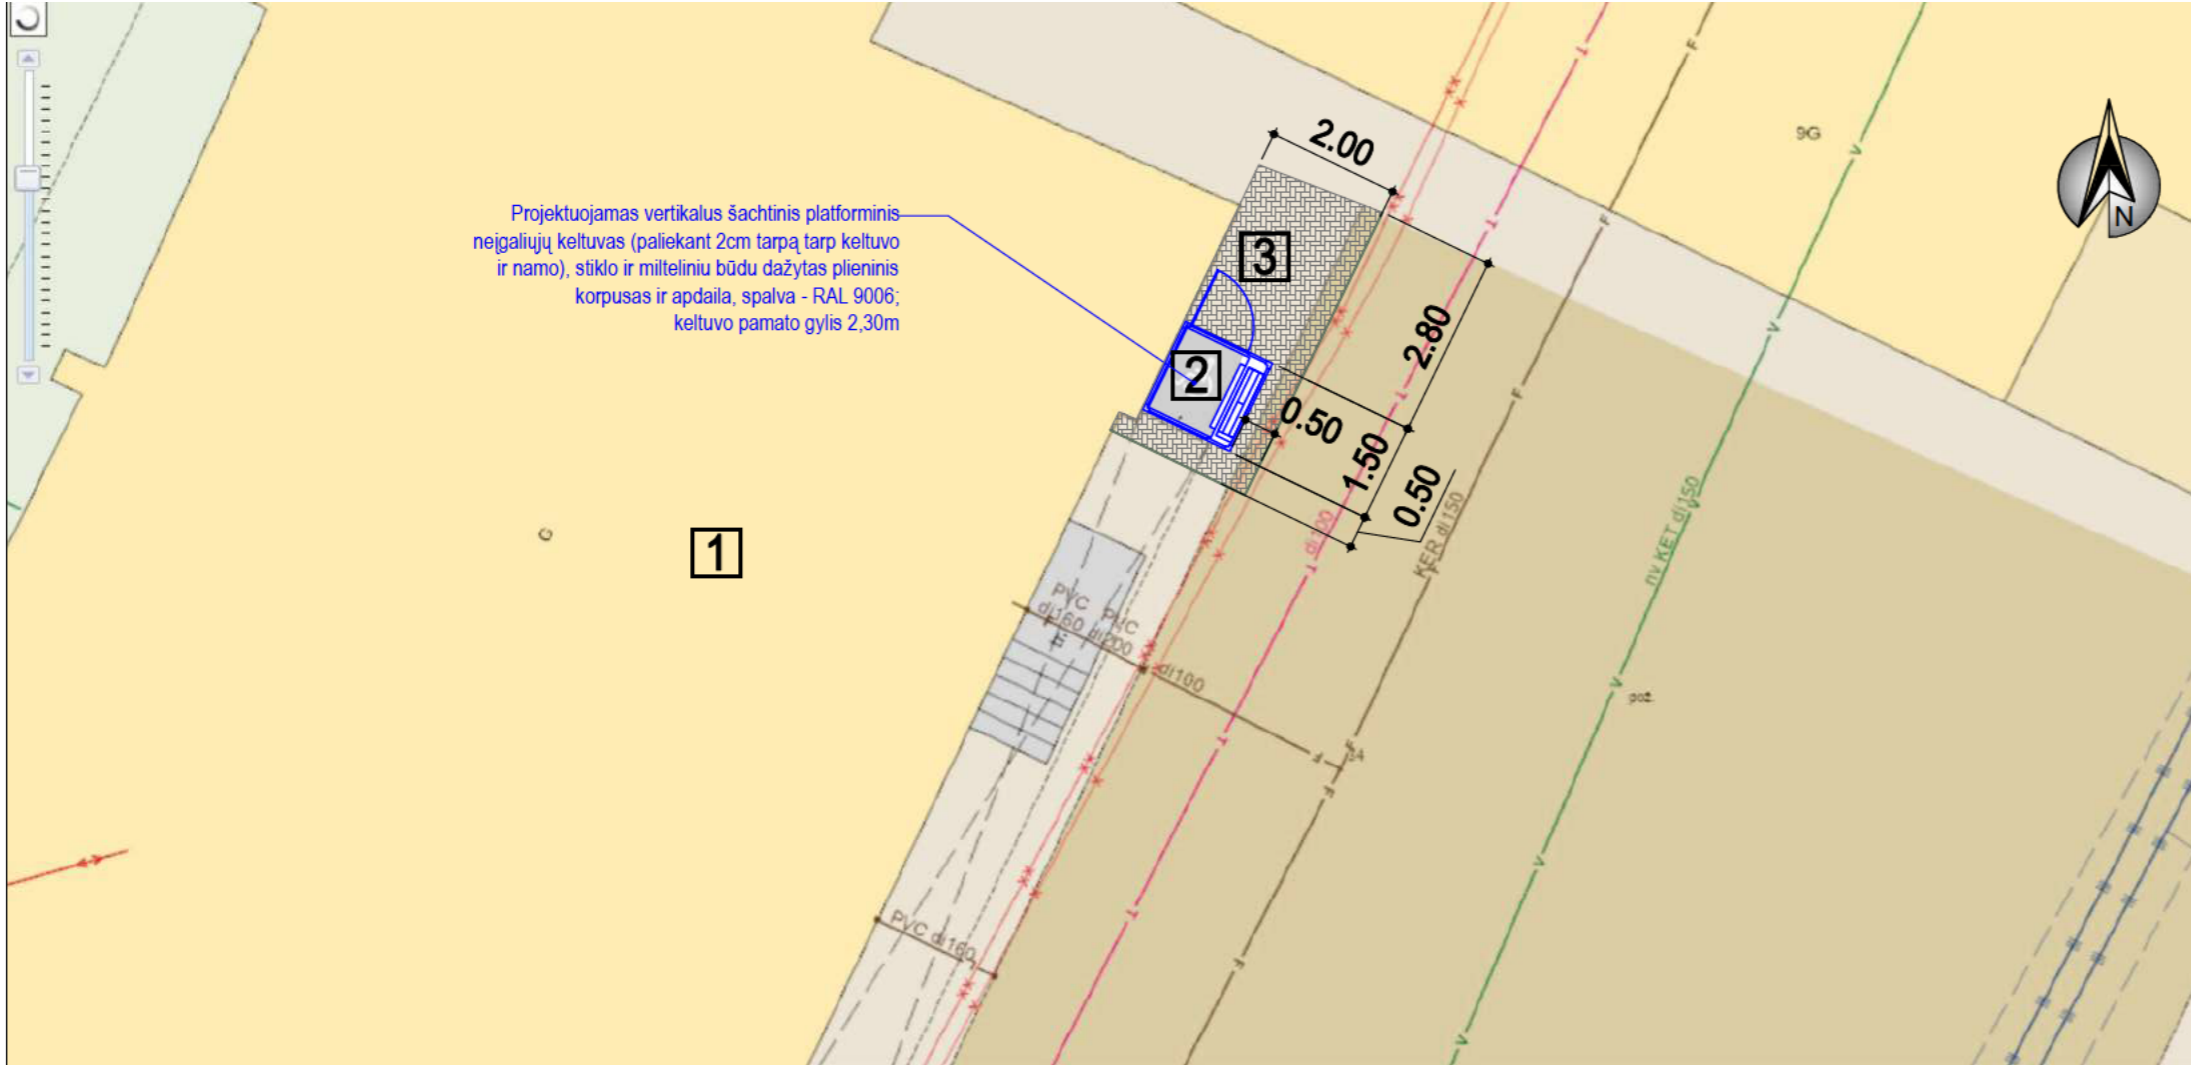 2.00
9G
N
Projektuojamas vertikalus šachtinis platforminis
neįgaliųjų keltuvas (paliekant 2cm tarpą tarp keltuvo
ir namo), stiklo ir milteliniu būdu dažytas plieninis
korpusas ir apdaila, spalva - RAL 9006;
keltuvo pamato gylis 2,30m
3
2.80
2
0.50
1.50
0.50
di100
KER di150
nv KET di150
G
1
PVC PVC
di160 di200
di100
pož.
34
PVC di160